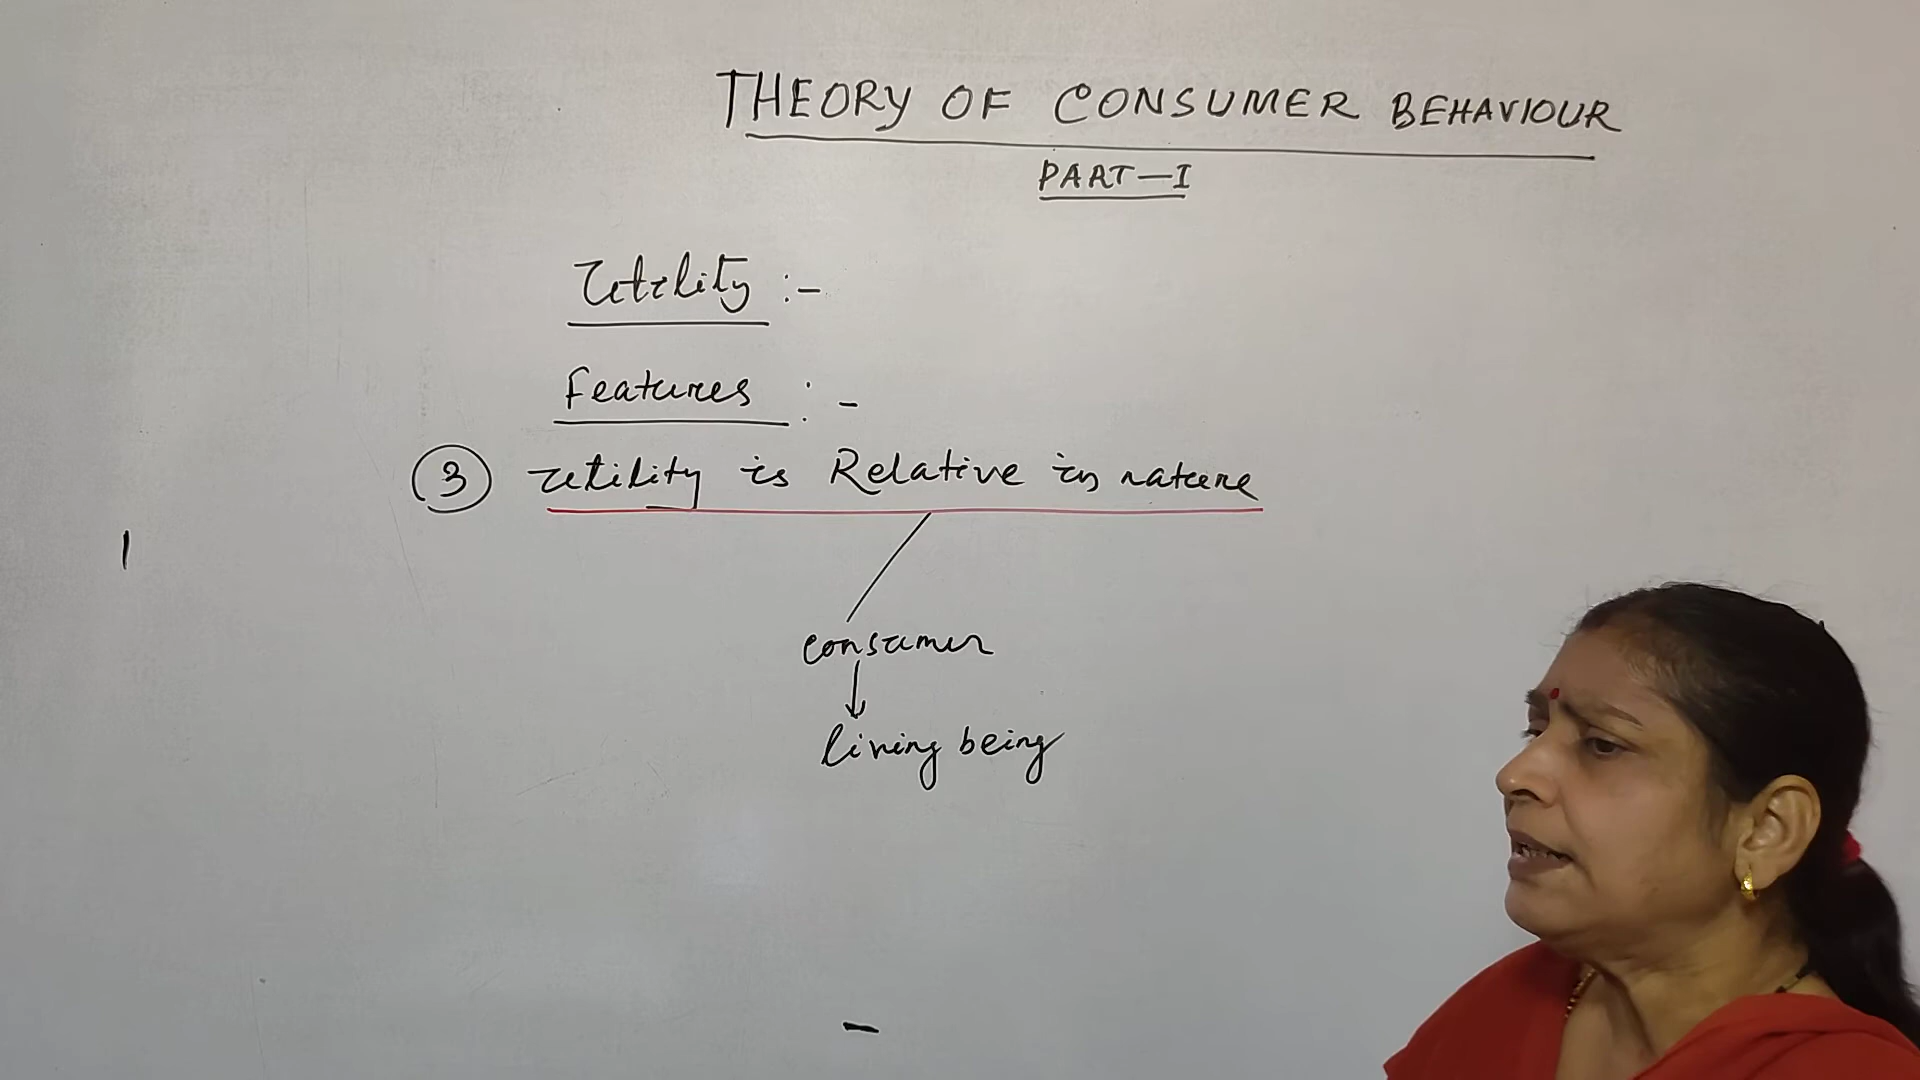 THEORY OF CONSUMER BEHAVIOUR
PART-I
Utility :-
Features :-
3 Utility is Relative in nature
consumer
living being